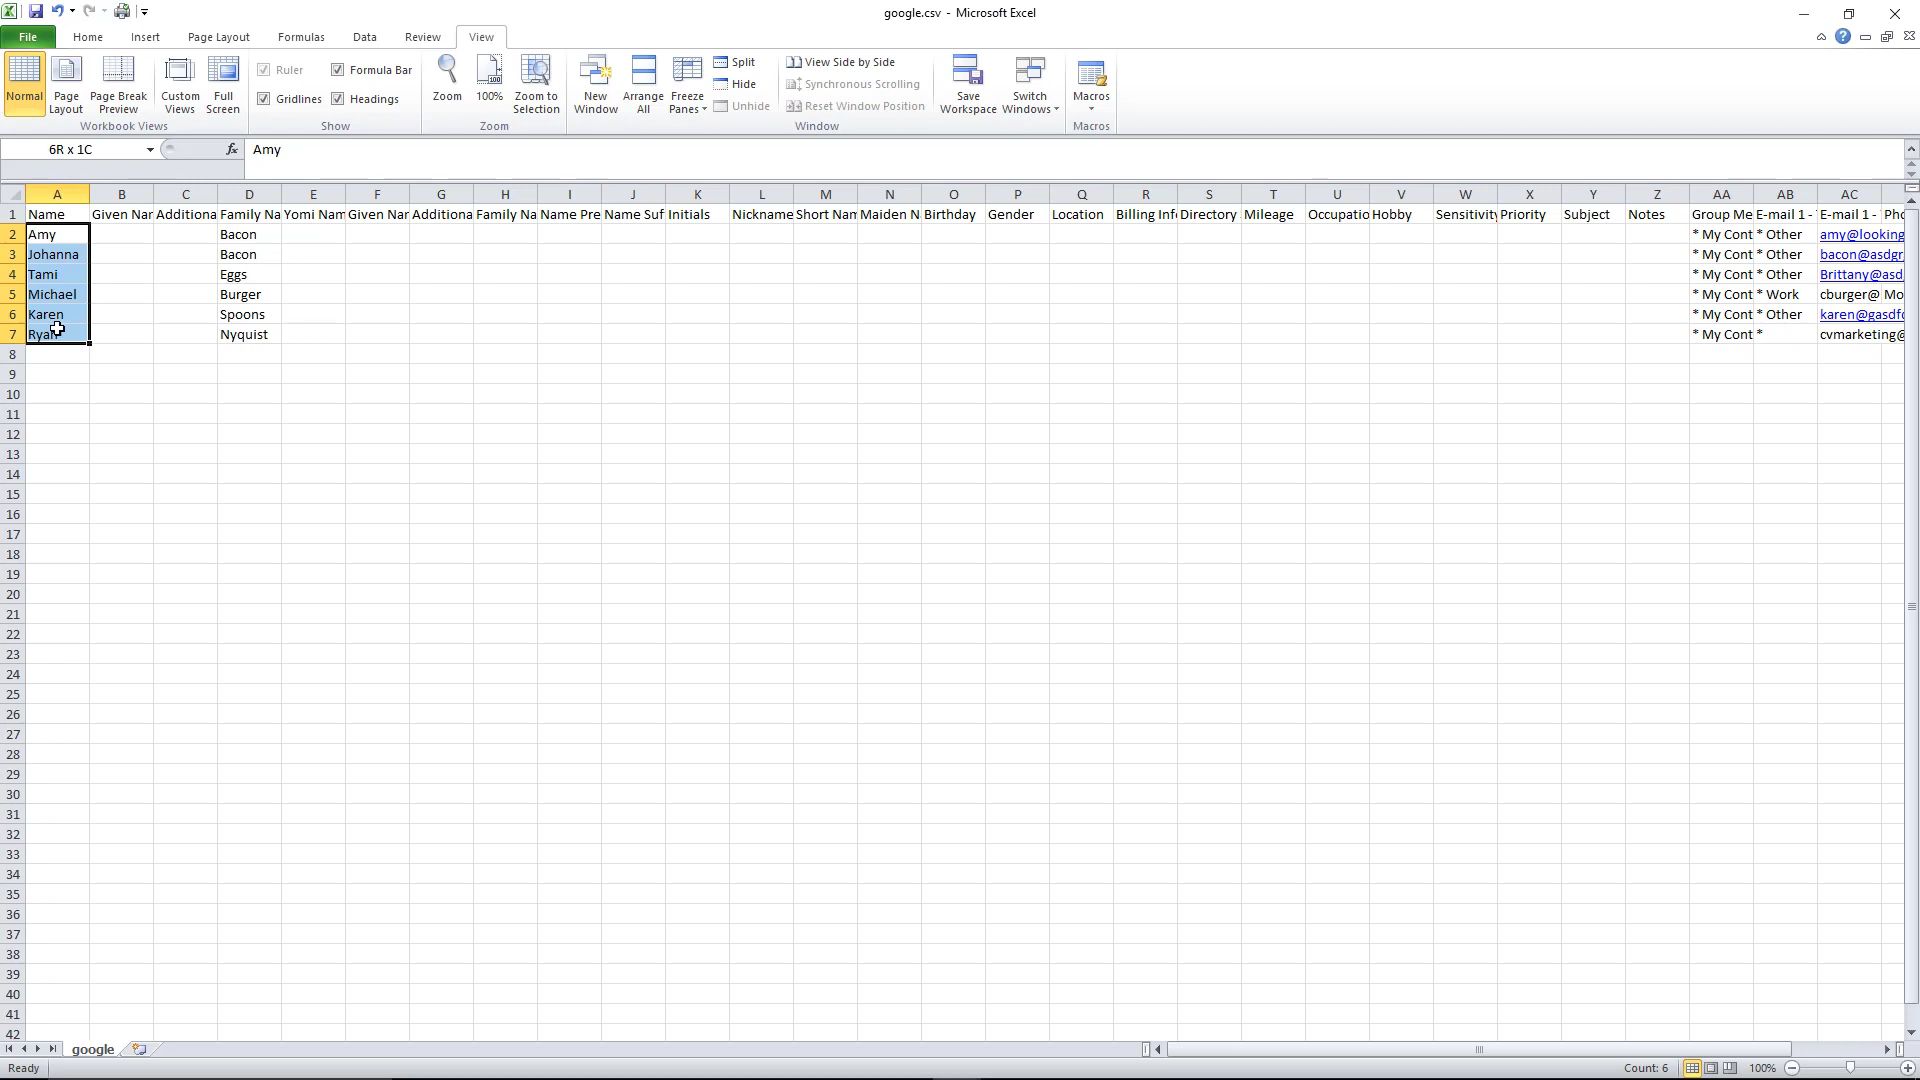 google.csv - Microsoft Excel
File Home Insert Page Layout Formulas Data Review View
Normal Page Layout Page Break Preview Custom Views Full Screen
Workbook Views
Ruler Formula Bar
Gridlines Headings
Show
Zoom 100% Zoom to Selection
Zoom
New Window Arrange All Freeze Panes
Split View Side by Side
Hide Synchronous Scrolling
Unhide Reset Window Position
Window
Save Workspace Switch Windows
Macros
Macros
6R x 1C fx Amy
A B C D E F G H I J K L M N O P Q R S T U V W X Y Z AA AB AC
1 Name Given Nar Additiona Family Na Yomi Nam Given Nar Additiona Family Na Name Pre Name Suf Initials Nickname Short Nam Maiden N Birthday Gender Location Billing Inf Directory Mileage Occupatio Hobby Sensitivity Priority Subject Notes Group Me E-mail 1 - E-mail 1 - Pho
2 Amy Bacon * My Cont * Other amy@looking
3 Johanna Bacon * My Cont * Other bacon@asdgr
4 Tami Eggs * My Cont * Other Brittany@asd
5 Michael Burger * My Cont * Work cburger@ Mo
6 Karen Spoons * My Cont * Other karen@gasdfo
7 Ryan Nyquist * My Cont * cvmarketing@
8
9
10
11
12
13
14
15
16
17
18
19
20
21
22
23
24
25
26
27
28
29
30
31
32
33
34
35
36
37
38
39
40
41
42
google
Ready Count: 6 100%